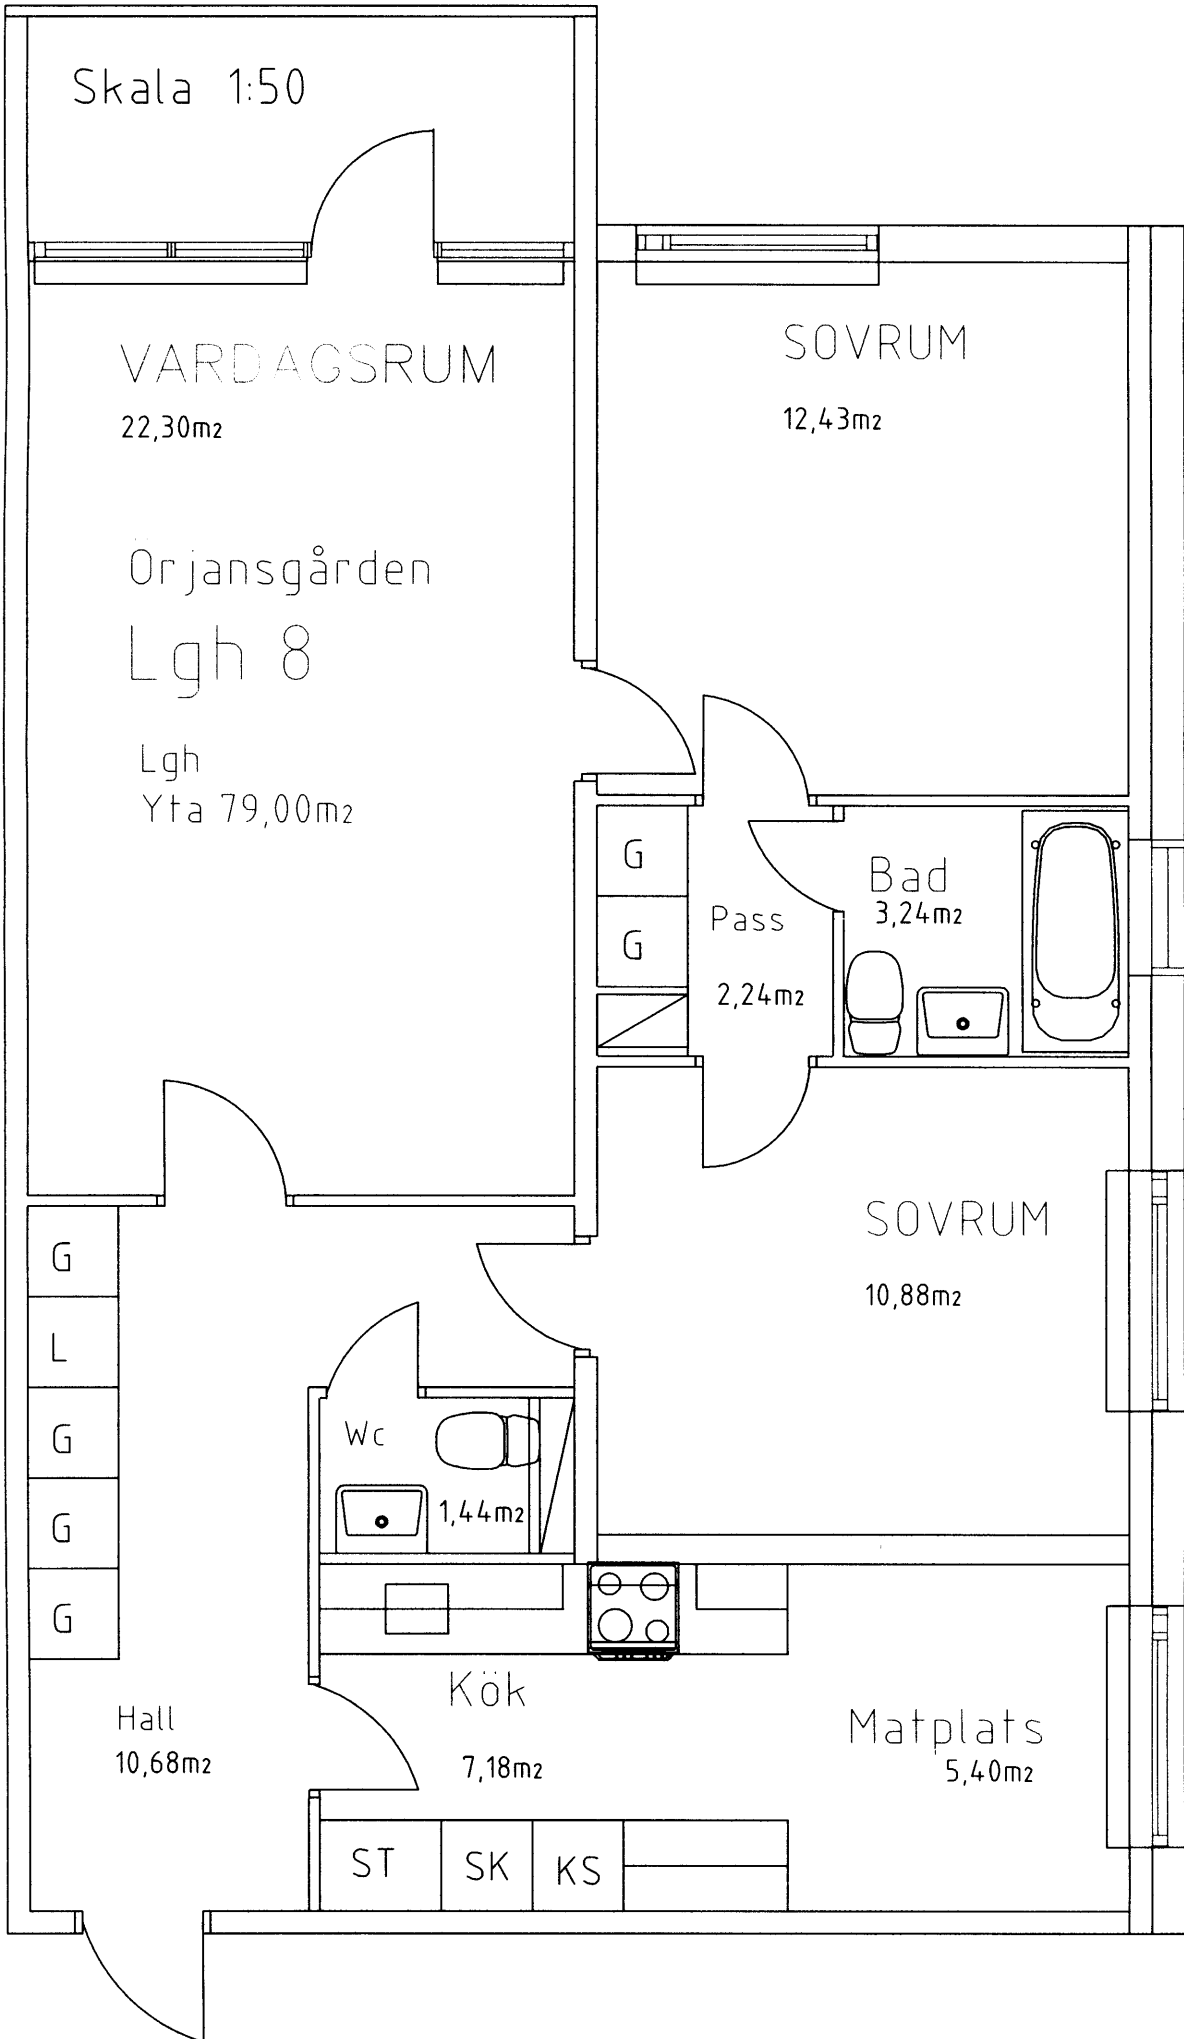 Skala 1:50
VARDAGSRUM
22,30m2
SOVRUM
12,43m2
Örjansgården
Lgh 8
Lgh
Yta 79,00m2
G
G
Pass
2,24m2
Bad
3,24m2
G
L
G
G
G
SOVRUM
10,88m2
Wc
1,44m2
Hall
10,68m2
Kök
7,18m2
Matplats
5,40m2
ST
SK
KS